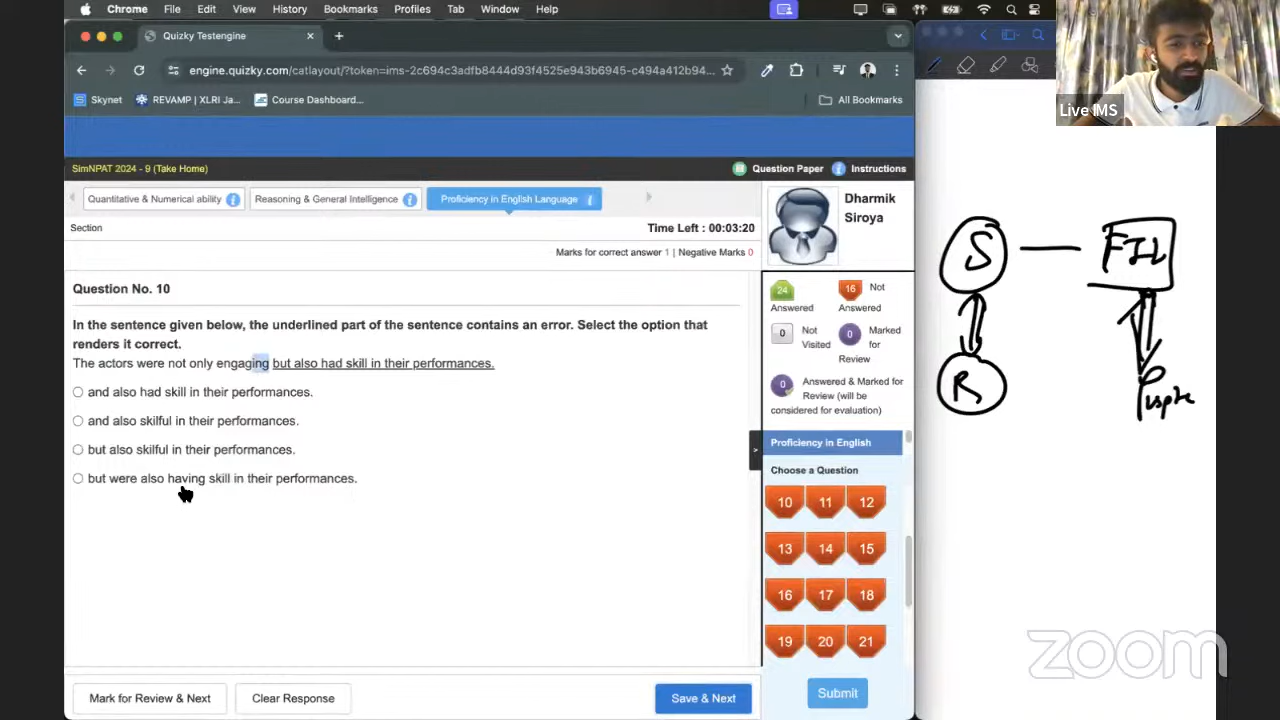 Chrome File Edit View History Bookmarks Profiles Tab Window Help
Quizky Testengine
engine.quizky.com/catlayout/?token=ims-2c694c3adfb8444d93f4525e943b6945-c494a412b94...
Skynet REVAMP | XLRI Ja... Course Dashboard... All Bookmarks
Live IMS
SimNPAT 2024 - 9 (Take Home) Question Paper Instructions
Quantitative & Numerical ability Reasoning & General Intelligence Proficiency in English Language
Dharmik
Siroya
Section Time Left : 00:03:20
Marks for correct answer 1 | Negative Marks 0
Question No. 10
In the sentence given below, the underlined part of the sentence contains an error. Select the option that
renders it correct.
The actors were not only engaging but also had skill in their performances.
and also had skill in their performances.
and also skilful in their performances.
but also skilful in their performances.
but were also having skill in their performances.
24 Answered
16 Not Answered
0 Not Visited
0 Marked for Review
0 Answered & Marked for Review (will be considered for evaluation)
Proficiency in English
Choose a Question
10 11 12
13 14 15
16 17 18
19 20 21
Mark for Review & Next Clear Response Save & Next Submit
S FIL
R
zoom